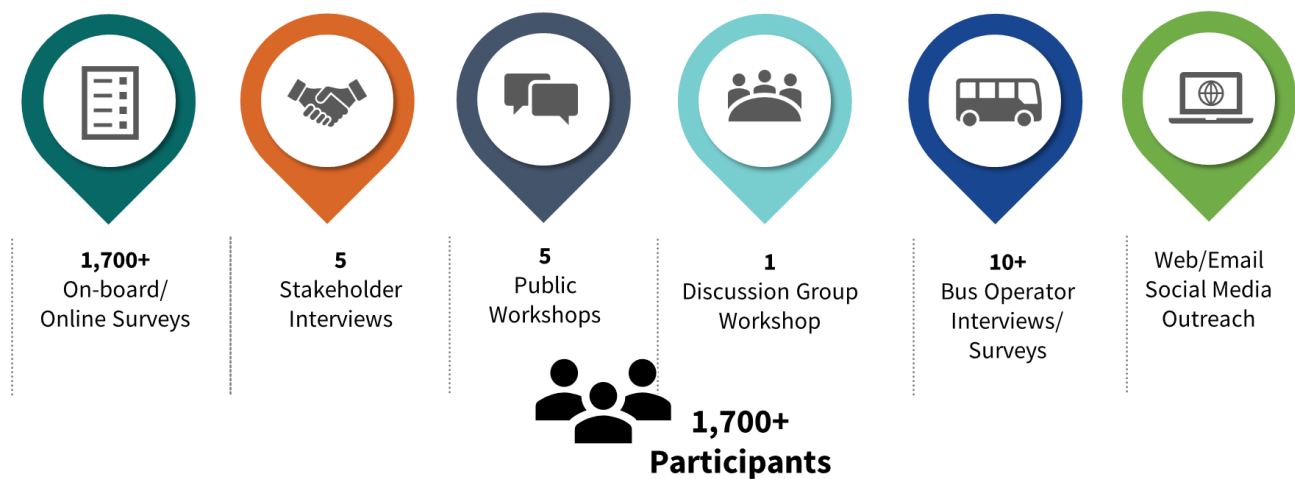 1,700+
On-board/
Online Surveys
5
Stakeholder
Interviews
5
Public
Workshops
1
Discussion Group
Workshop
10+
Bus Operator
Interviews/
Surveys
Web/Email
Social Media
Outreach
1,700+
Participants